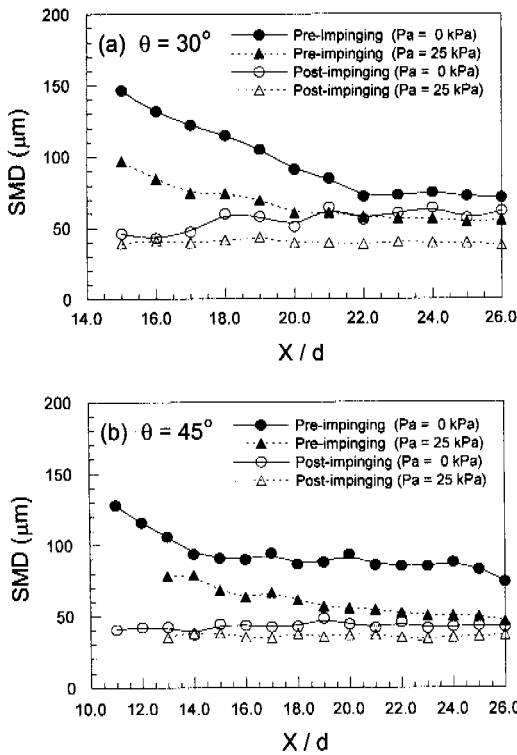 (a) θ = 30°
Pre-Impinging (Pa = 0 kPa)
Pre-impinging (Pa = 25 kPa)
Post-impinging (Pa = 0 kPa)
Post-impinging (Pa = 25 kPa)
200
150
100
50
0
SMD (μm)
14.0 16.0 18.0 20.0 22.0 24.0 26.0
X / d
(b) θ = 45°
Pre-impinging (Pa = 0 kPa)
Pre-impinging (Pa = 25 kPa)
Post-impinging (Pa = 0 kPa)
Post-impinging (Pa = 25 kPa)
200
150
100
50
0
SMD (μm)
10.0 12.0 14.0 16.0 18.0 20.0 22.0 24.0 26.0
X / d